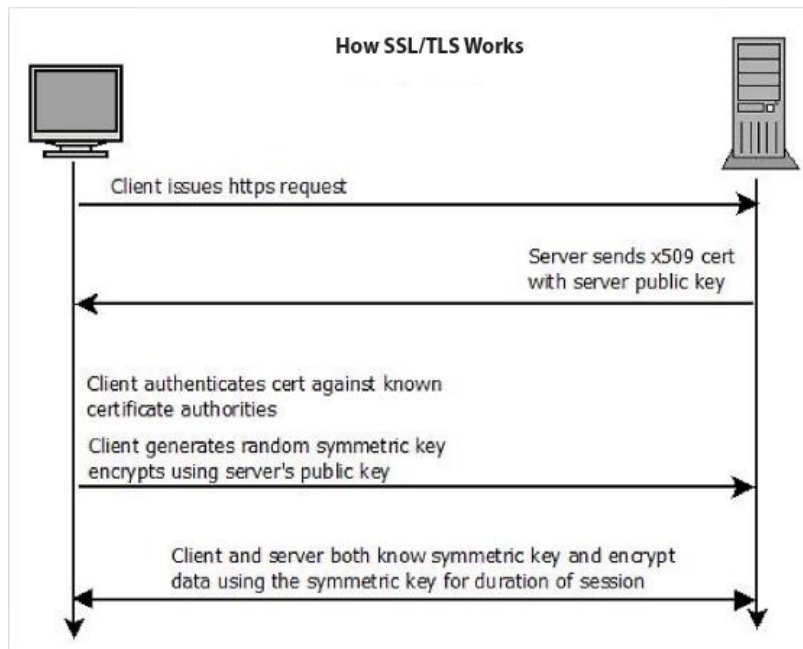 How SSL/TLS Works
Client issues https request
Server sends x509 cert
with server public key
Client authenticates cert against known
certificate authorities
Client generates random symmetric key
encrypts using server's public key
Client and server both know symmetric key and encrypt
data using the symmetric key for duration of session